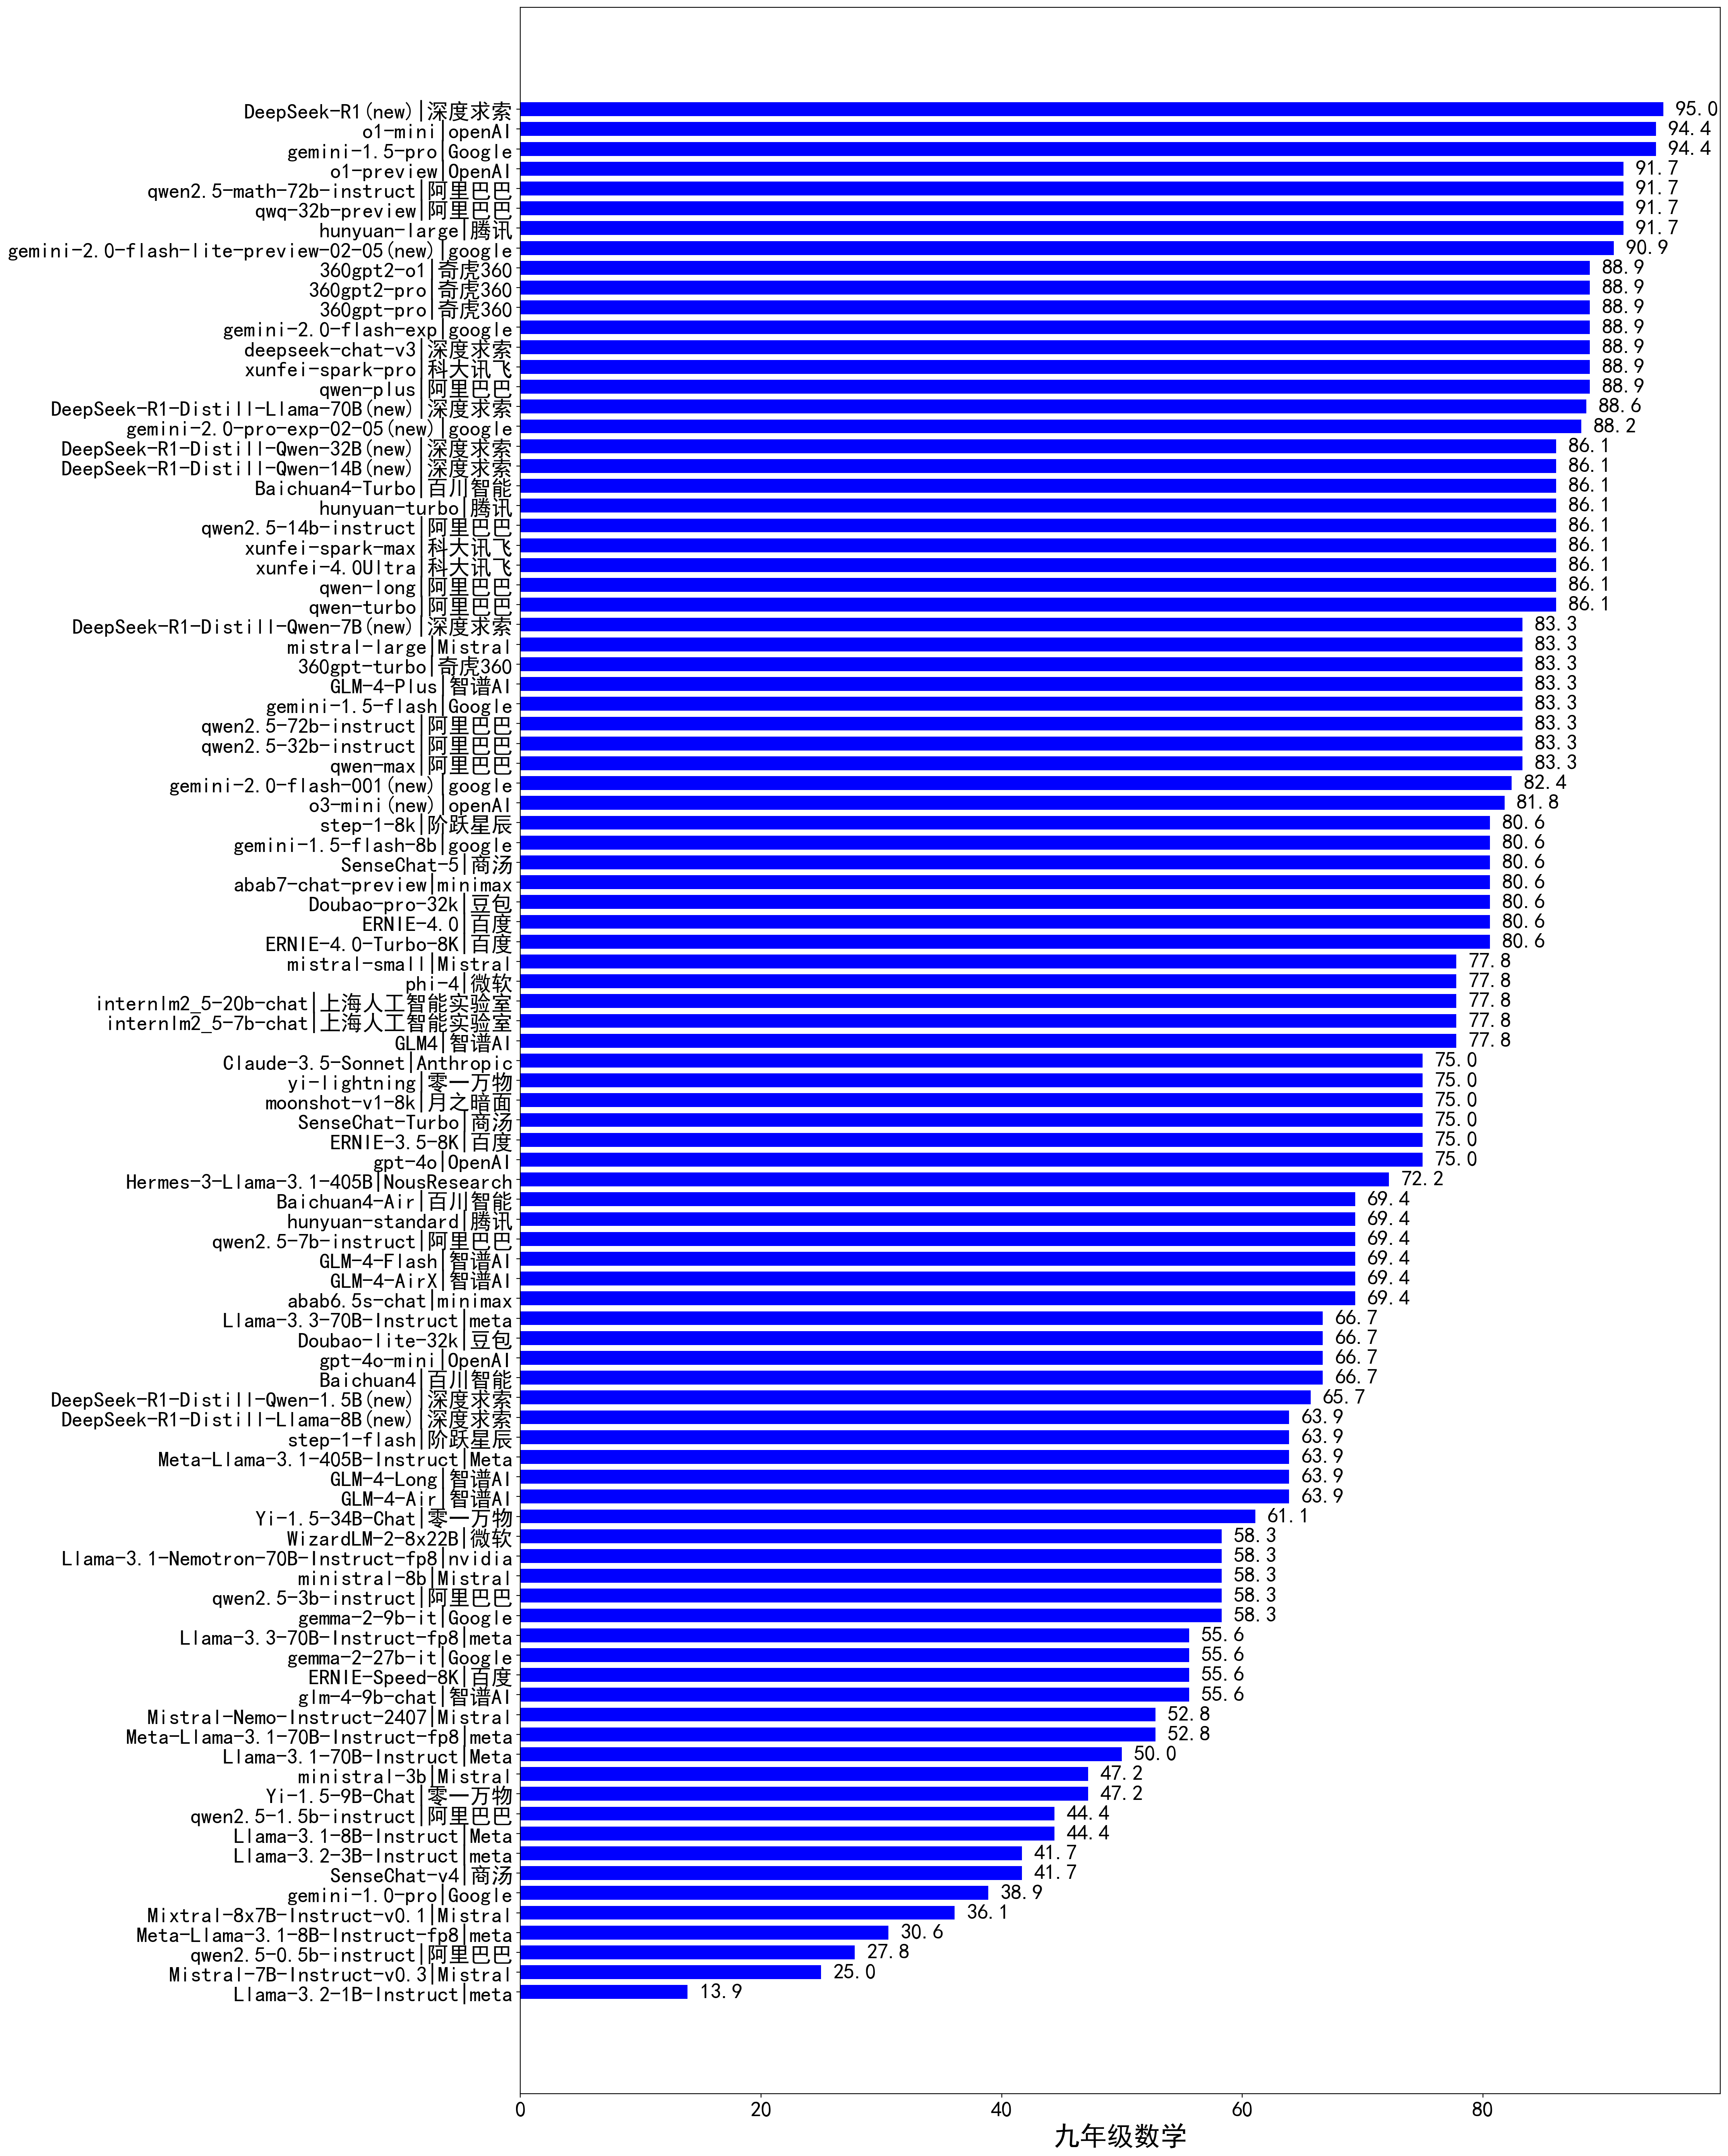 DeepSeek-R1(new)|深度求索 95.0
o1-mini|openAI 94.4
gemini-1.5-pro|Google 94.4
o1-preview|OpenAI 91.7
qwen2.5-math-72b-instruct|阿里巴巴 91.7
qwq-32b-preview|阿里巴巴 91.7
hunyuan-large|腾讯 91.7
gemini-2.0-flash-lite-preview-02-05(new)|google 90.9
360gpt2-o1|奇虎360 88.9
360gpt2-pro|奇虎360 88.9
360gpt-pro|奇虎360 88.9
gemini-2.0-flash-exp|google 88.9
deepseek-chat-v3|深度求索 88.9
xunfei-spark-pro|科大讯飞 88.9
qwen-plus|阿里巴巴 88.9
DeepSeek-R1-Distill-Llama-70B(new)|深度求索 88.6
gemini-2.0-pro-exp-02-05(new)|google 88.2
DeepSeek-R1-Distill-Qwen-32B(new)|深度求索 86.1
DeepSeek-R1-Distill-Qwen-14B(new)|深度求索 86.1
Baichuan4-Turbo|百川智能 86.1
hunyuan-turbo|腾讯 86.1
qwen2.5-14b-instruct|阿里巴巴 86.1
xunfei-spark-max|科大讯飞 86.1
xunfei-4.0Ultra|科大讯飞 86.1
qwen-long|阿里巴巴 86.1
qwen-turbo|阿里巴巴 86.1
DeepSeek-R1-Distill-Qwen-7B(new)|深度求索 83.3
mistral-large|Mistral 83.3
360gpt-turbo|奇虎360 83.3
GLM-4-Plus|智谱AI 83.3
gemini-1.5-flash|Google 83.3
qwen2.5-72b-instruct|阿里巴巴 83.3
qwen2.5-32b-instruct|阿里巴巴 83.3
qwen-max|阿里巴巴 83.3
gemini-2.0-flash-001(new)|google 82.4
o3-mini(new)|openAI 81.8
step-1-8k|阶跃星辰 80.6
gemini-1.5-flash-8b|google 80.6
SenseChat-5|商汤 80.6
abab7-chat-preview|minimax 80.6
Doubao-pro-32k|豆包 80.6
ERNIE-4.0|百度 80.6
ERNIE-4.0-Turbo-8K|百度 80.6
mistral-small|Mistral 77.8
phi-4|微软 77.8
internlm2_5-20b-chat|上海人工智能实验室 77.8
internlm2_5-7b-chat|上海人工智能实验室 77.8
GLM4|智谱AI 77.8
Claude-3.5-Sonnet|Anthropic 75.0
yi-lightning|零一万物 75.0
moonshot-v1-8k|月之暗面 75.0
SenseChat-Turbo|商汤 75.0
ERNIE-3.5-8K|百度 75.0
gpt-4o|OpenAI 75.0
Hermes-3-Llama-3.1-405B|NousResearch 72.2
Baichuan4-Air|百川智能 69.4
hunyuan-standard|腾讯 69.4
qwen2.5-7b-instruct|阿里巴巴 69.4
GLM-4-Flash|智谱AI 69.4
GLM-4-AirX|智谱AI 69.4
abab6.5s-chat|minimax 69.4
Llama-3.3-70B-Instruct|meta 66.7
Doubao-lite-32k|豆包 66.7
gpt-4o-mini|OpenAI 66.7
Baichuan4|百川智能 66.7
DeepSeek-R1-Distill-Qwen-1.5B(new)|深度求索 65.7
DeepSeek-R1-Distill-Llama-8B(new)|深度求索 63.9
step-1-flash|阶跃星辰 63.9
Meta-Llama-3.1-405B-Instruct|Meta 63.9
GLM-4-Long|智谱AI 63.9
GLM-4-Air|智谱AI 63.9
Yi-1.5-34B-Chat|零一万物 61.1
WizardLM-2-8x22B|微软 58.3
Llama-3.1-Nemotron-70B-Instruct-fp8|nvidia 58.3
ministral-8b|Mistral 58.3
qwen2.5-3b-instruct|阿里巴巴 58.3
gemma-2-9b-it|Google 58.3
Llama-3.3-70B-Instruct-fp8|meta 55.6
gemma-2-27b-it|Google 55.6
ERNIE-Speed-8K|百度 55.6
glm-4-9b-chat|智谱AI 55.6
Mistral-Nemo-Instruct-2407|Mistral 52.8
Meta-Llama-3.1-70B-Instruct-fp8|meta 52.8
Llama-3.1-70B-Instruct|Meta 50.0
ministral-3b|Mistral 47.2
Yi-1.5-9B-Chat|零一万物 47.2
qwen2.5-1.5b-instruct|阿里巴巴 44.4
Llama-3.1-8B-Instruct|Meta 44.4
Llama-3.2-3B-Instruct|meta 41.7
SenseChat-v4|商汤 41.7
gemini-1.0-pro|Google 38.9
Mixtral-8x7B-Instruct-v0.1|Mistral 36.1
Meta-Llama-3.1-8B-Instruct-fp8|meta 30.6
qwen2.5-0.5b-instruct|阿里巴巴 27.8
Mistral-7B-Instruct-v0.3|Mistral 25.0
Llama-3.2-1B-Instruct|meta 13.9
0 20 40 60 80
九年级数学